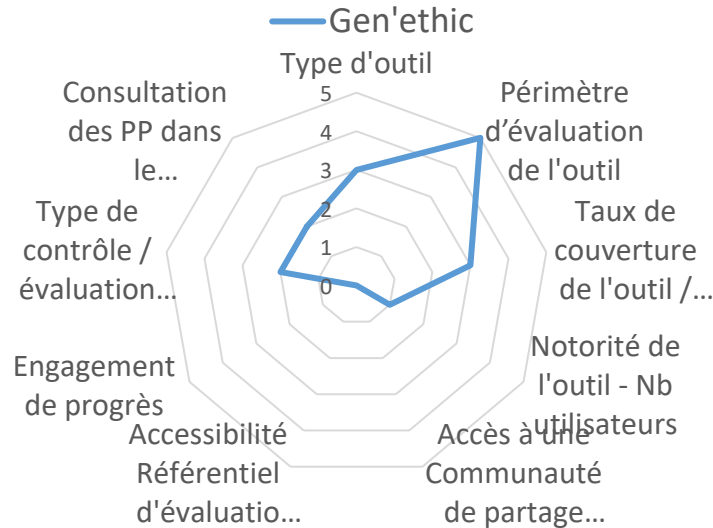 Gen'ethic
Type d'outil
Périmètre
d’évaluation
de l'outil
Taux de
couverture
de l'outil /...
Notorité de
l'outil - Nb
utilisateurs
Accès à une
Communauté
de partage...
Accessibilité
Référentiel
d'évaluatio...
Engagement
de progrès
Type de
contrôle /
évaluation...
Consultation
des PP dans
le...
5
4
3
2
1
0